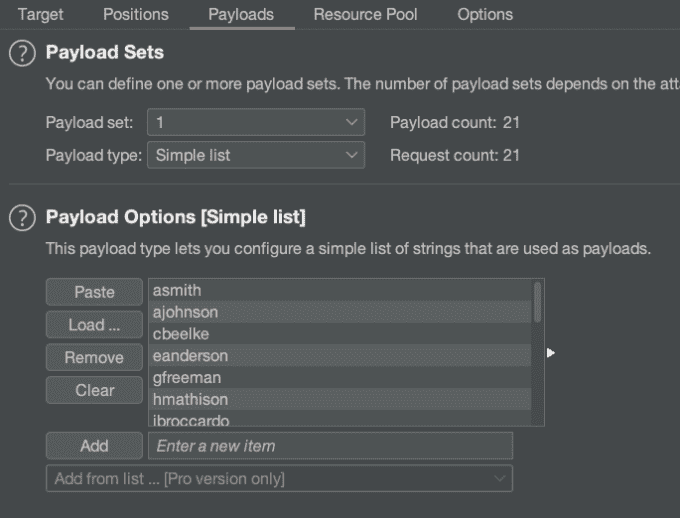 Target Positions Payloads Resource Pool Options
? Payload Sets
You can define one or more payload sets. The number of payload sets depends on the atta
Payload set: 1 Payload count: 21
Payload type: Simple list Request count: 21
? Payload Options [Simple list]
This payload type lets you configure a simple list of strings that are used as payloads.
Paste
Load ...
Remove
Clear
asmith
ajohnson
cbeelke
eanderson
gfreeman
hmathison
ibroccardo
Add Enter a new item
Add from list ... [Pro version only]